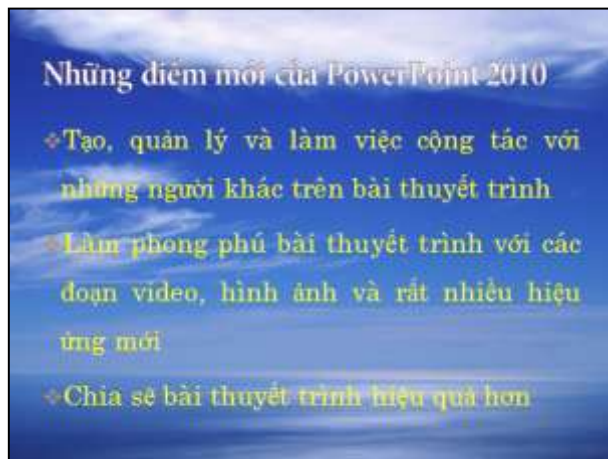 Những điểm mới của PowerPoint 2010
Tạo, quản lý và làm việc cộng tác với
những người khác trên bài thuyết trình
Làm phong phú bài thuyết trình với các
đoạn video, hình ảnh và rất nhiều hiệu
ứng mới
Chia sẽ bài thuyết trình hiệu quả hơn